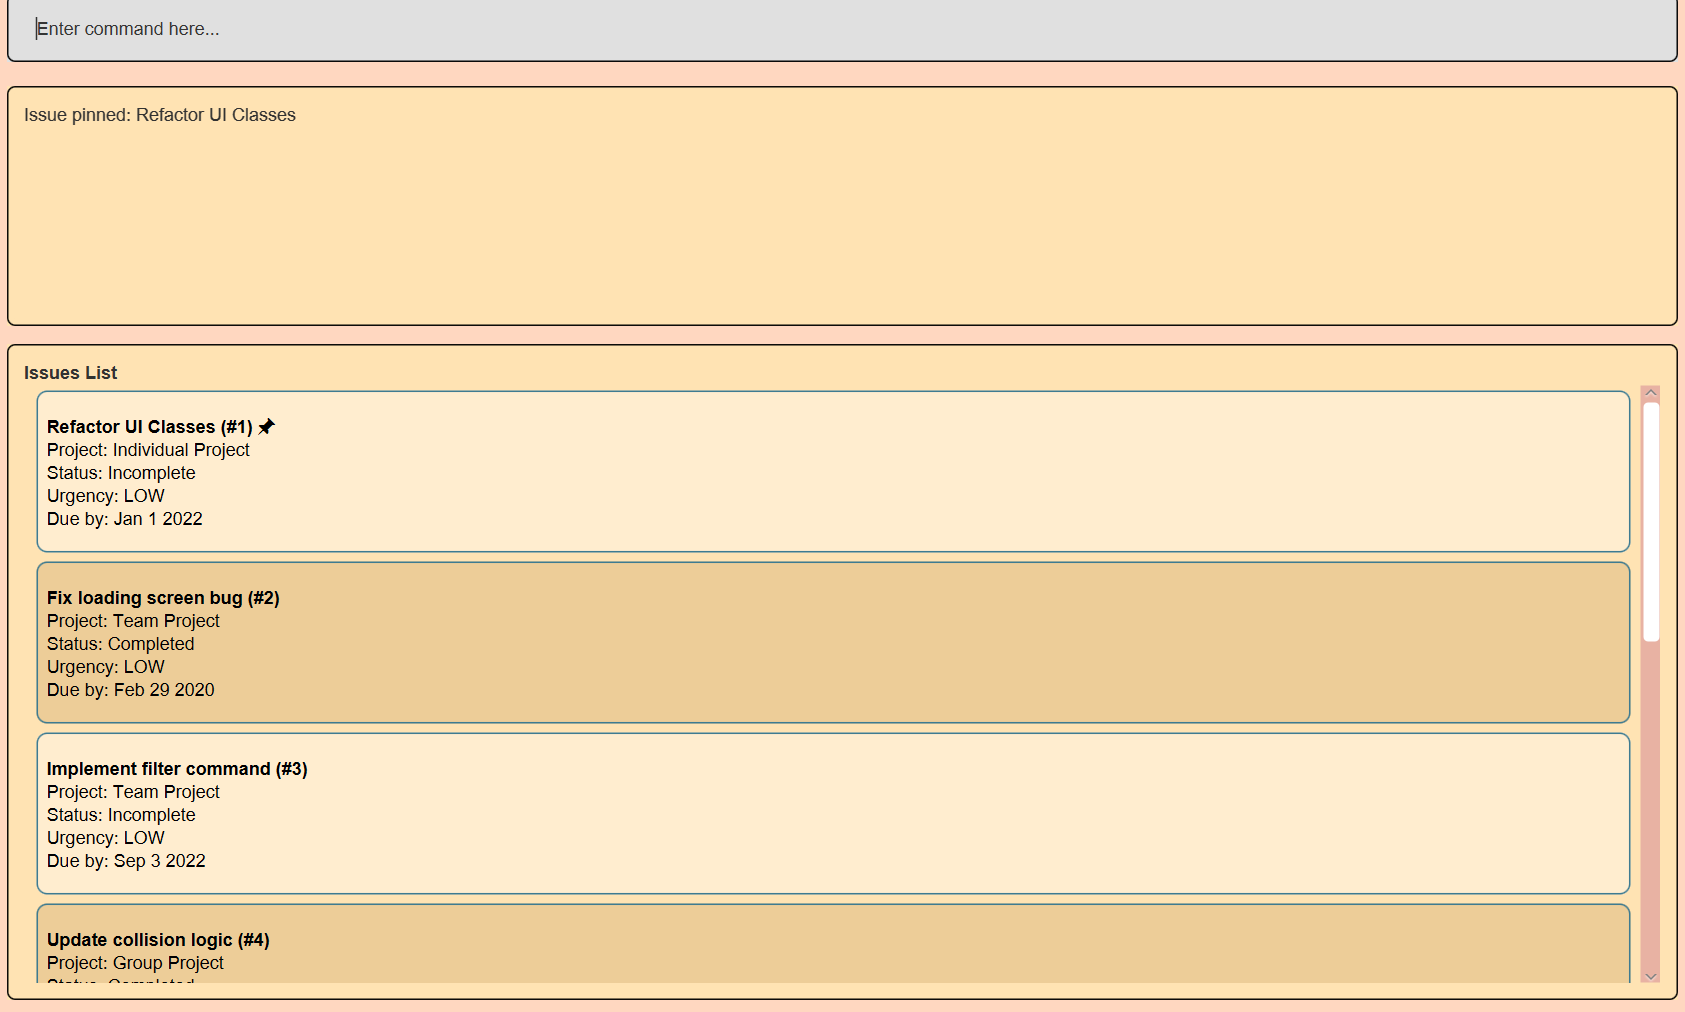 Enter command here...
Issue pinned: Refactor UI Classes
Issues List
Refactor UI Classes (#1)
Project: Individual Project
Status: Incomplete
Urgency: LOW
Due by: Jan 1 2022
Fix loading screen bug (#2)
Project: Team Project
Status: Completed
Urgency: LOW
Due by: Feb 29 2020
Implement filter command (#3)
Project: Team Project
Status: Incomplete
Urgency: LOW
Due by: Sep 3 2022
Update collision logic (#4)
Project: Group Project
Status: Completed